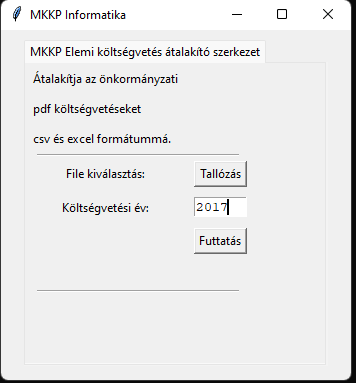 MKKP Informatika
MKKP Elemi költségvetés átalakító szerkezet
Átalakítja az önkormányzati
pdf költségvetéseket
csv és excel formátummá.
File kiválasztás: Tallózás
Költségvetési év: 2017
Futtatás